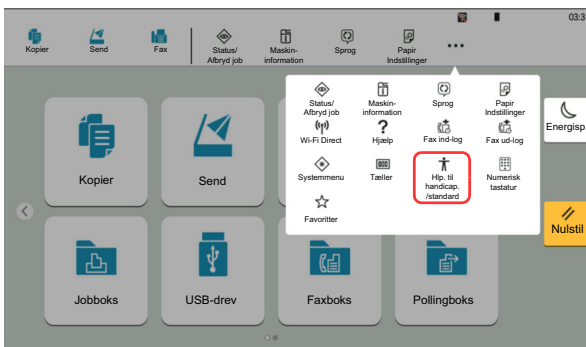 03:3
Kopier
Send
Fax
Status/
Afbryd job
Maskin-
information
Sprog
Papir
Indstillinger
Status/
Afbryd job
Maskin-
information
Sprog
Papir
Indstillinger
Wi-Fi Direct
Hjælp
Fax ind-log
Fax ud-log
Systemmenu
Tæller
Hlp. til
handicap.
/standard
Numerisk
tastatur
Favoritter
Energisp.
Nulstil
Kopier
Send
Jobboks
USB-drev
Faxboks
Pollingboks